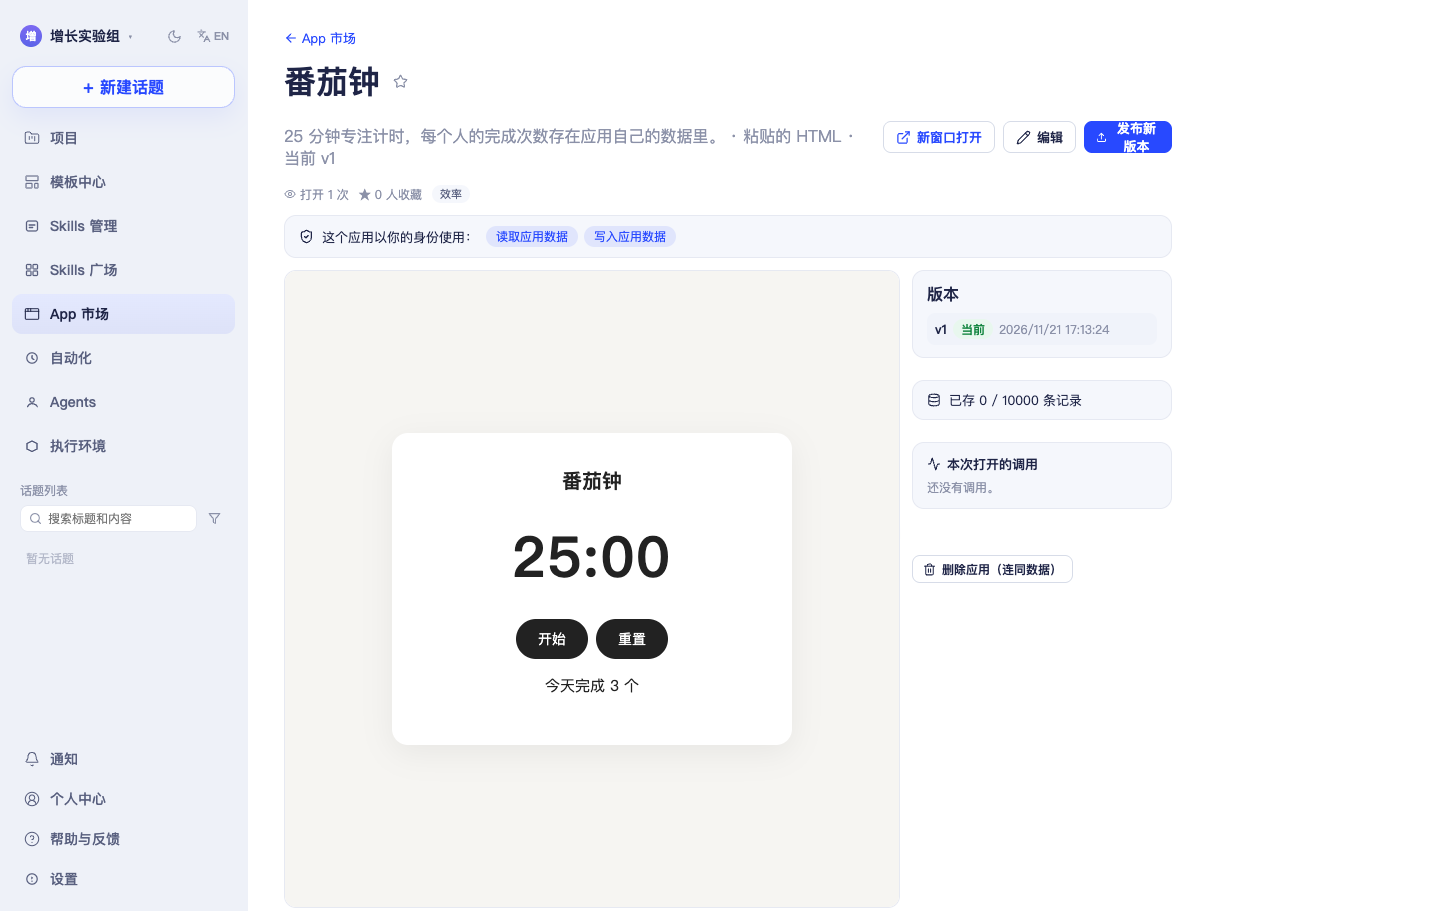 增 增长实验组
EN
+ 新建话题
项目
模板中心
Skills 管理
Skills 广场
App 市场
自动化
Agents
执行环境
话题列表
搜索标题和内容
暂无话题
通知
个人中心
帮助与反馈
设置
← App 市场
番茄钟
25 分钟专注计时，每个人的完成次数存在应用自己的数据里。 · 粘贴的 HTML ·
当前 v1
新窗口打开
编辑
发布新
版本
打开 1 次
0 人收藏
效率
这个应用以你的身份使用：
读取应用数据
写入应用数据
番茄钟
25:00
开始
重置
今天完成 3 个
版本
v1 当前 2026/11/21 17:13:24
已存 0 / 10000 条记录
本次打开的调用
还没有调用。
删除应用（连同数据）